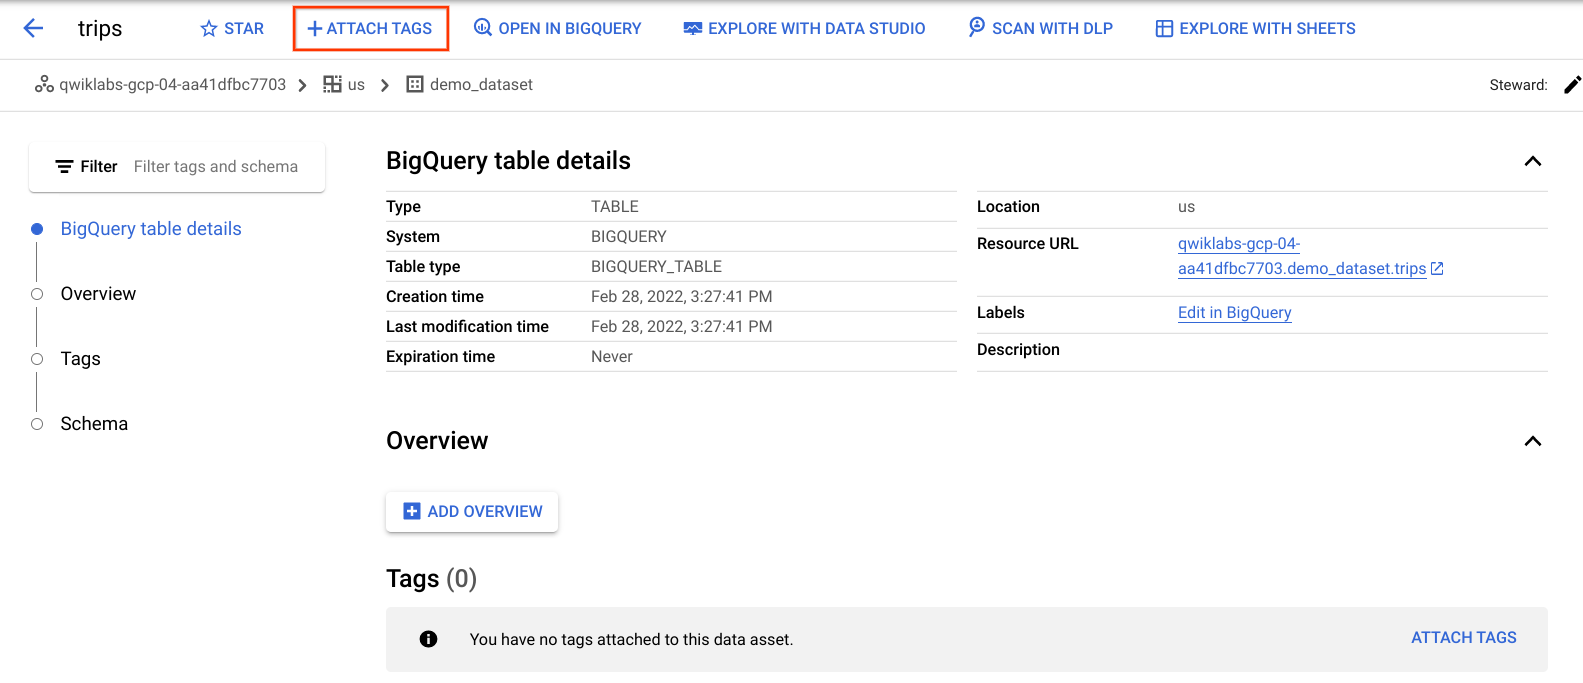 trips
STAR
ATTACH TAGS
OPEN IN BIGQUERY
EXPLORE WITH DATA STUDIO
SCAN WITH DLP
EXPLORE WITH SHEETS
qwiklabs-gcp-04-aa41dfbc7703
us
demo_dataset
Steward:
Filter Filter tags and schema
BigQuery table details
Overview
Tags
Schema
BigQuery table details
Type TABLE
System BIGQUERY
Table type BIGQUERY_TABLE
Creation time Feb 28, 2022, 3:27:41 PM
Last modification time Feb 28, 2022, 3:27:41 PM
Expiration time Never
Location us
Resource URL qwiklabs-gcp-04-
aa41dfbc7703.demo_dataset.trips
Labels Edit in BigQuery
Description
Overview
ADD OVERVIEW
Tags (0)
You have no tags attached to this data asset.
ATTACH TAGS